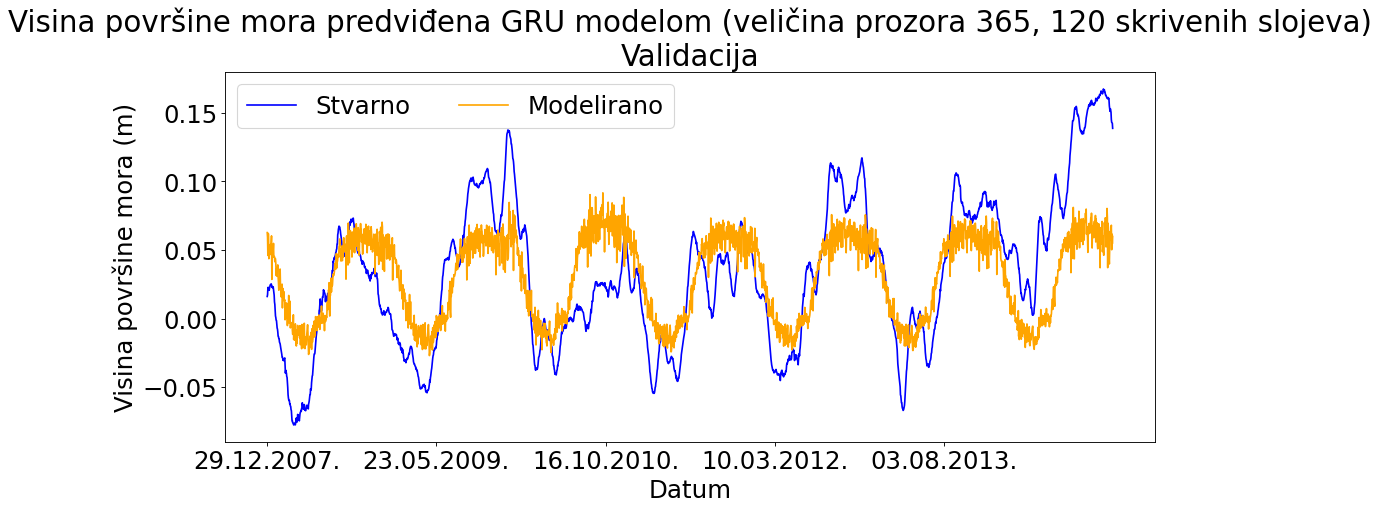 Visina površine mora predviđena GRU modelom (veličina prozora 365, 120 skrivenih slojeva)
Validacija
Stvarno
Modelirano
Visina površine mora (m)
0.15
0.10
0.05
0.00
−0.05
29.12.2007.
23.05.2009.
16.10.2010.
10.03.2012.
03.08.2013.
Datum